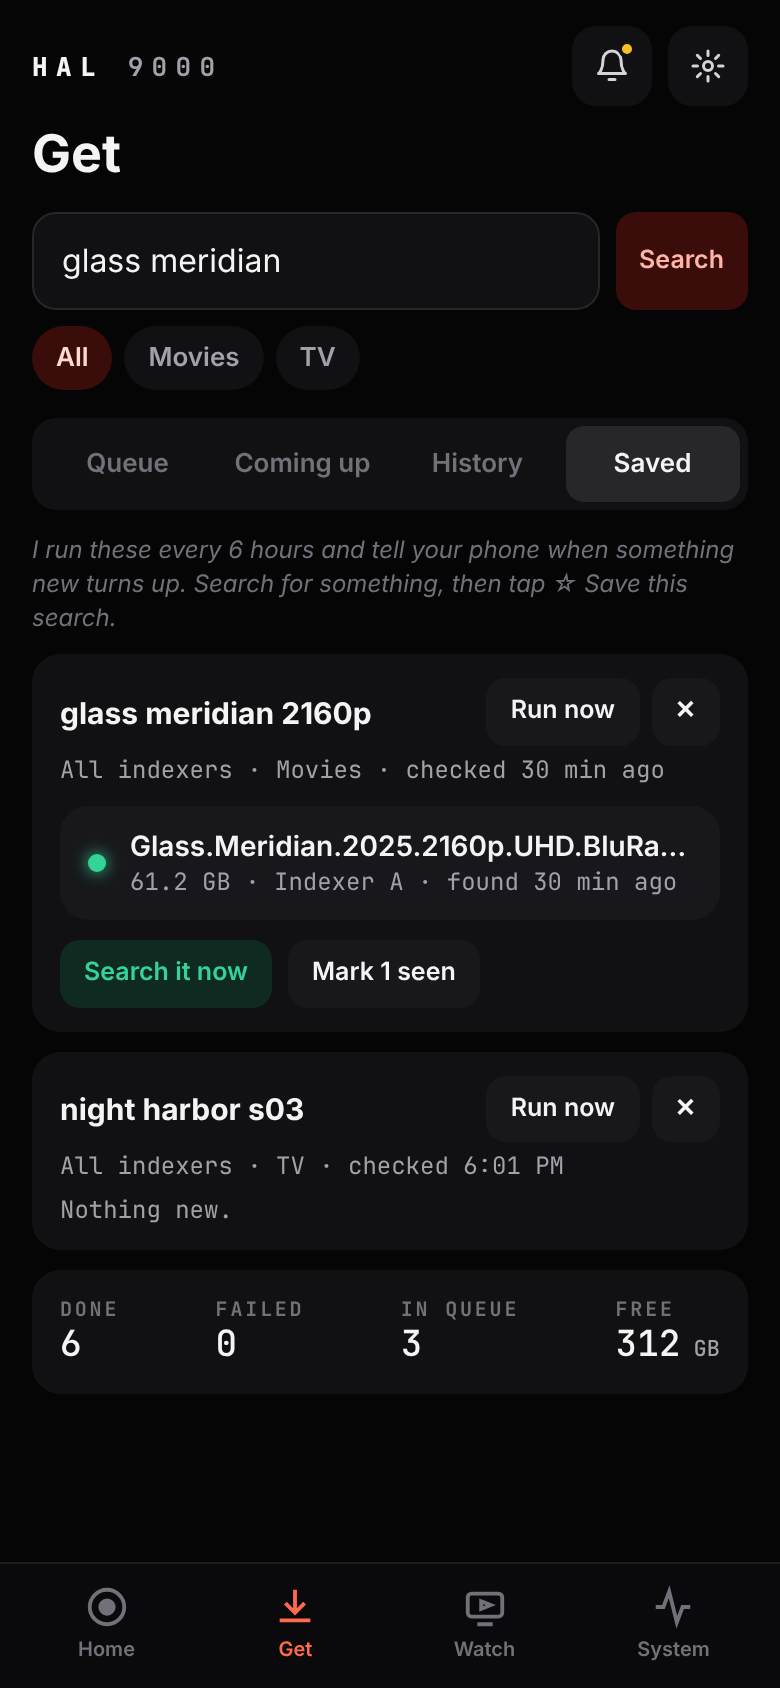 HAL 9000
Get
glass meridian
Search
All Movies TV
Queue Coming up History Saved
I run these every 6 hours and tell your phone when something
new turns up. Search for something, then tap ☆ Save this
search.
glass meridian 2160p Run now ✕
All indexers · Movies · checked 30 min ago
Glass.Meridian.2025.2160p.UHD.BluRa...
61.2 GB · Indexer A · found 30 min ago
Search it now Mark 1 seen
night harbor s03 Run now ✕
All indexers · TV · checked 6:01 PM
Nothing new.
DONE FAILED IN QUEUE FREE
6 0 3 312 GB
Home Get Watch System